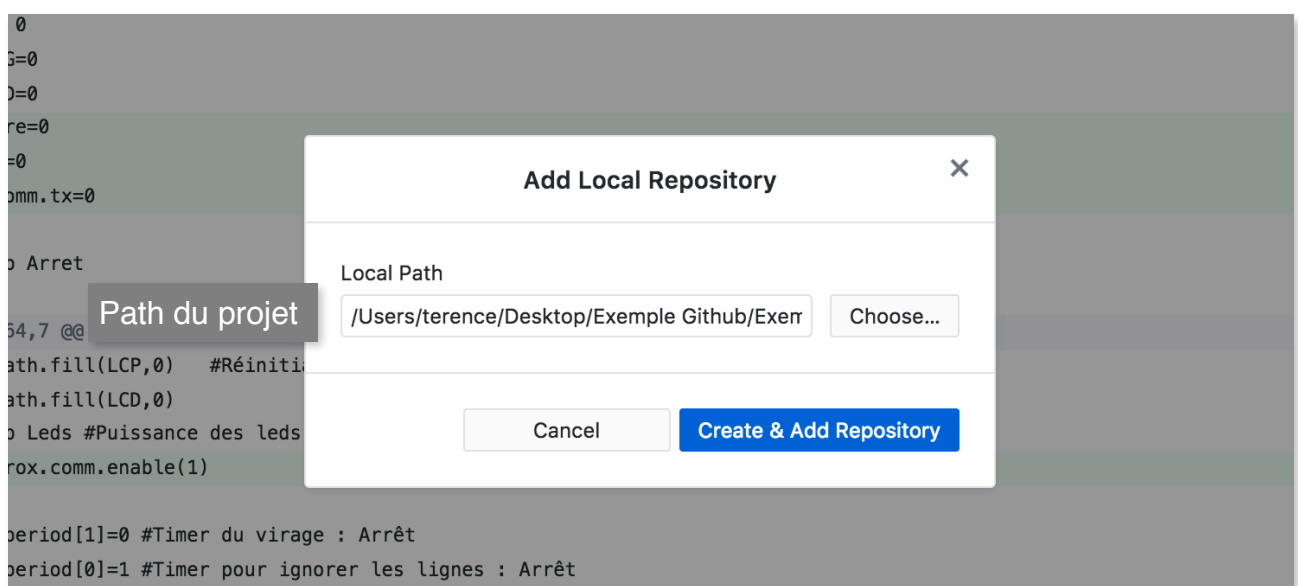 0
G=0
D=0
re=0
=0
omm.tx=0
Add Local Repository
Arret
Local Path
Path du projet
/Users/terence/Desktop/Exemple Github/Exem
Choose...
64,7 @@
ath.fill(LCP,0) #Réinitia
ath.fill(LCD,0)
Leds #Puissance des leds
Cancel
Create & Add Repository
rox.comm.enable(1)
period[1]=0 #Timer du virage : Arrêt
period[0]=1 #Timer pour ignorer les lignes : Arrêt